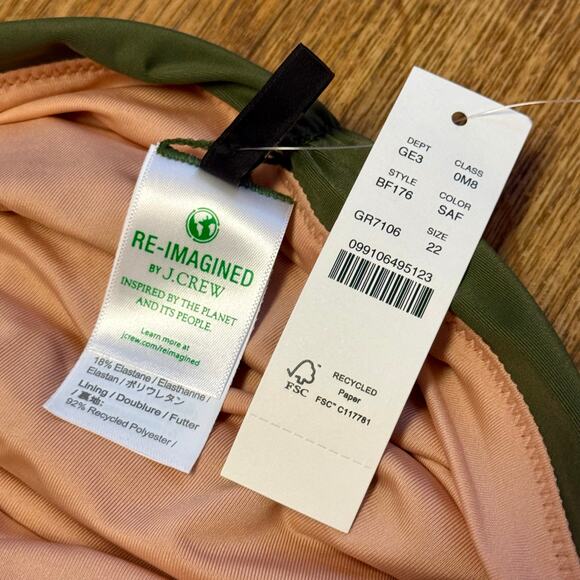 RE-IMAGINED
BY J.CREW
INSPIRED BY THE PLANET
AND ITS PEOPLE.
Learn more at
jcrew.com/reimagined
18% Elastane / Elasthanne /
Elastan / ポリウレタン
Lining / Doublure / Futter
/ 裏地:
92% Recycled Polyester /
DEPT CLASS
GE3 0M8
STYLE COLOR
BF176 SAF
SIZE
GR7106 22
099106495123
FSC
RECYCLED
Paper
FSC™ C117781